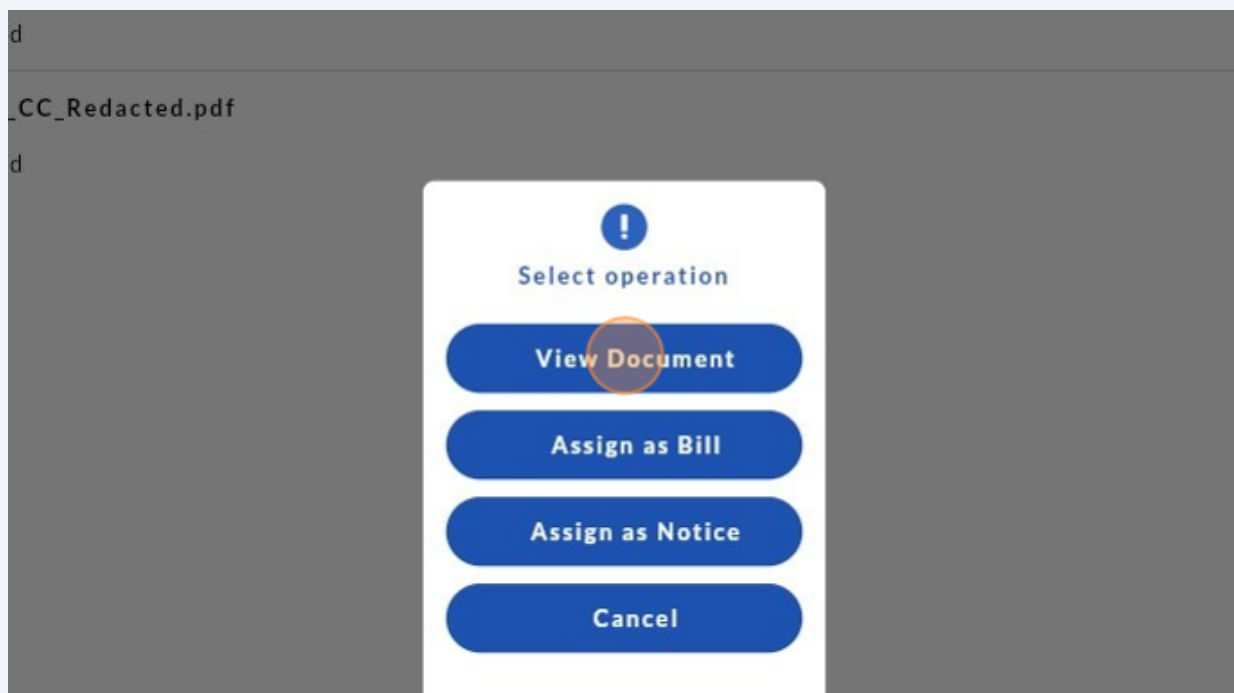 d
_CC_Redacted.pdf
d
!
Select operation
View Document
Assign as Bill
Assign as Notice
Cancel